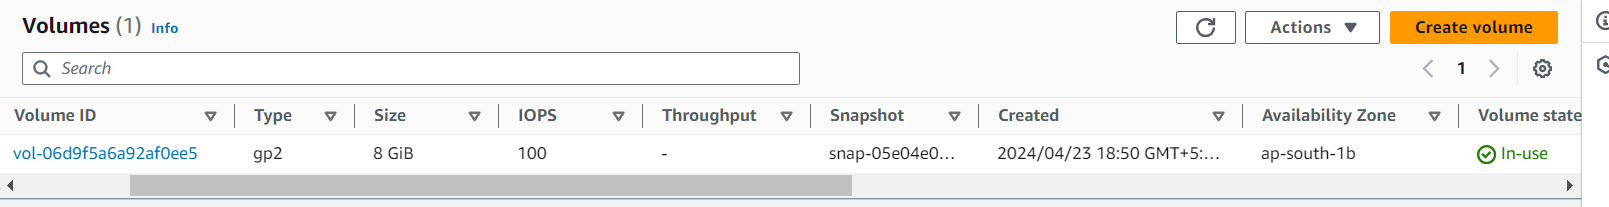 Volumes (1) Info
Actions
Create volume
Search
1
Volume ID Type Size IOPS Throughput Snapshot Created Availability Zone Volume state
vol-06d9f5a6a92af0ee5 gp2 8 GiB 100 - snap-05e04e0... 2024/04/23 18:50 GMT+5:... ap-south-1b In-use